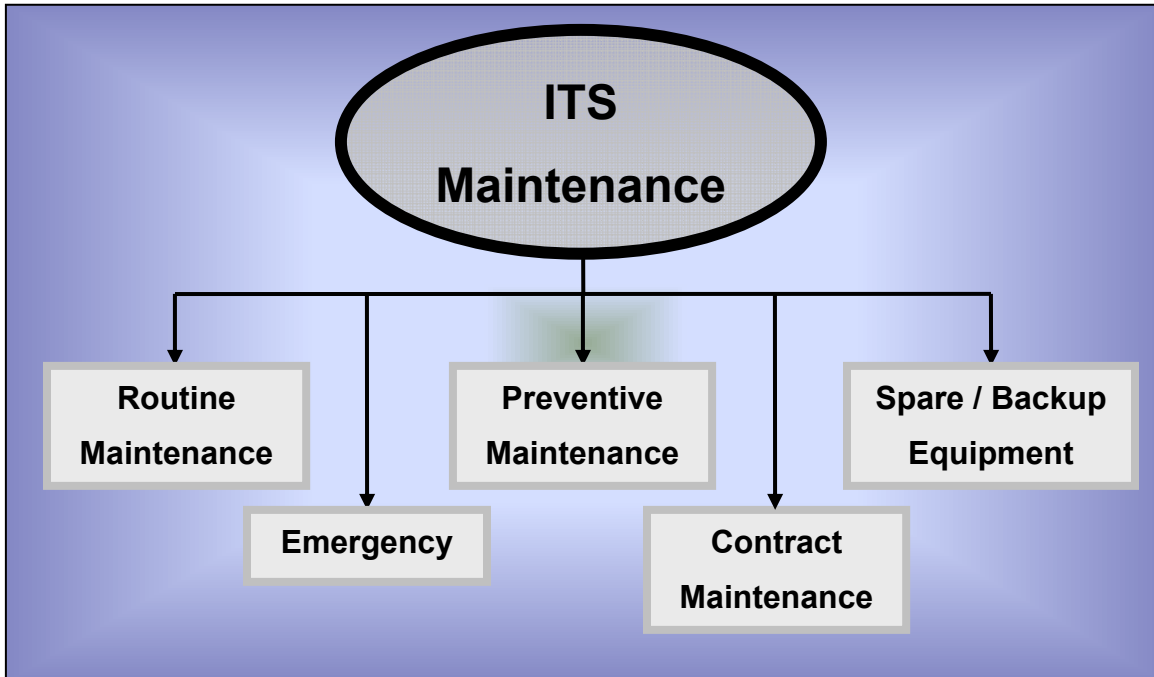 ITS
Maintenance
Routine
Maintenance
Emergency
Preventive
Maintenance
Contract
Maintenance
Spare / Backup
Equipment